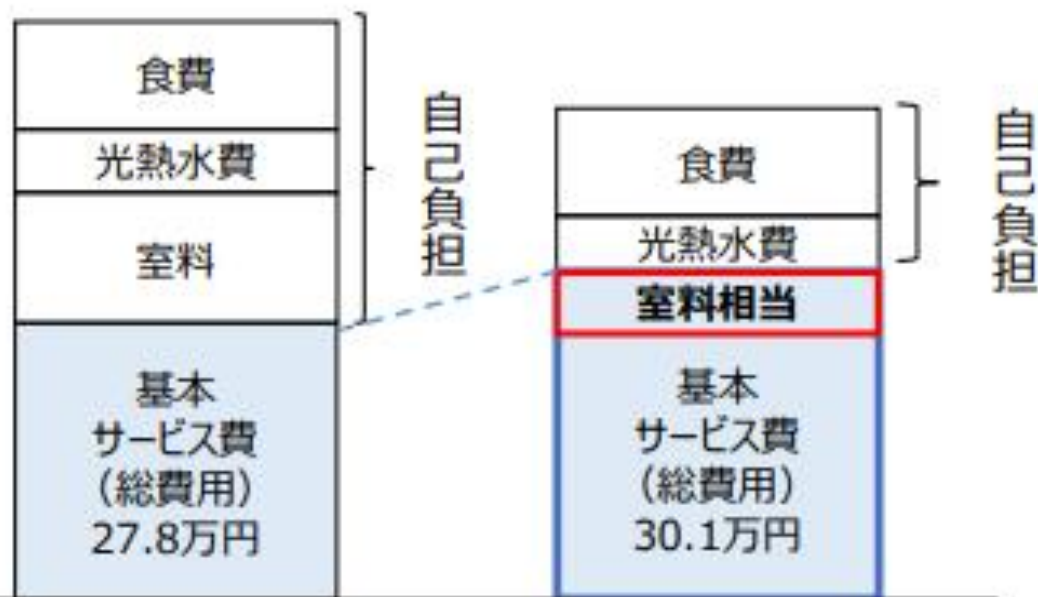 食費
光熱水費
室料
自己負担
基本
サービス費
（総費用）
27.8万円
食費
光熱水費
自己負担
室料相当
基本
サービス費
（総費用）
30.1万円